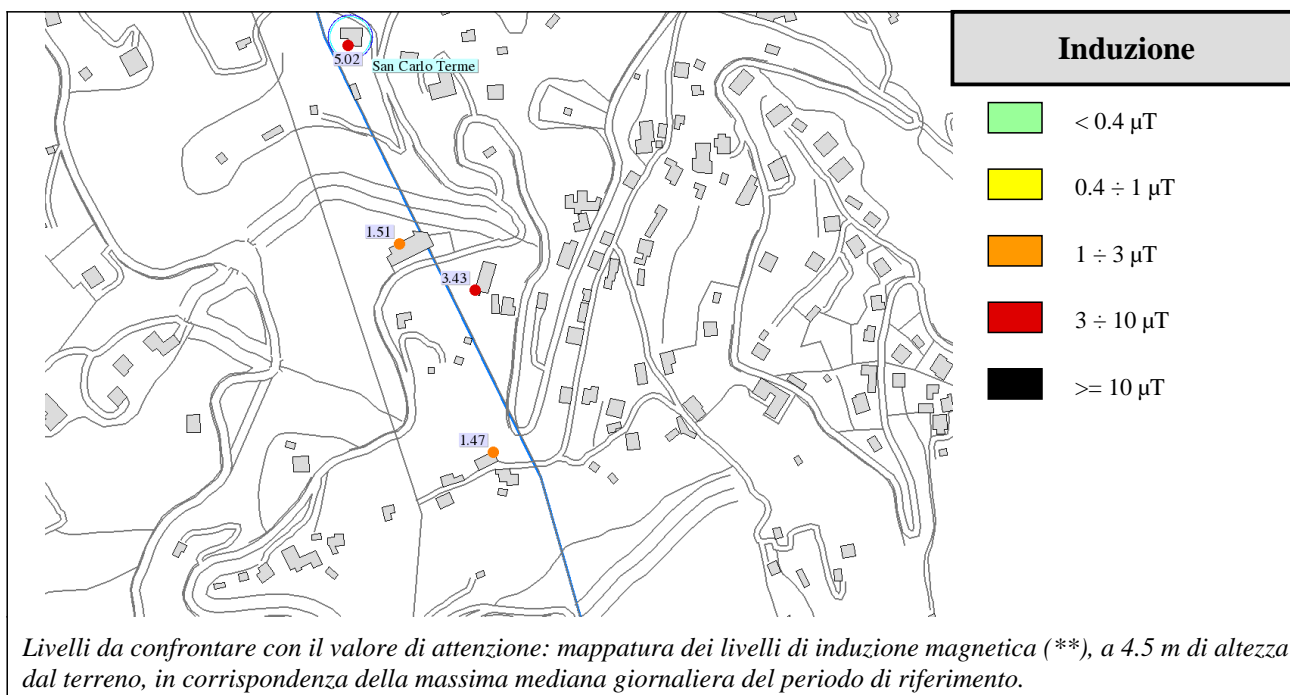 Induzione
5.02
San Carlo Terme
< 0.4 µT
0.4 ÷ 1 µT
1.51
1 ÷ 3 µT
3.43
3 ÷ 10 µT
>= 10 µT
1.47
Livelli da confrontare con il valore di attenzione: mappatura dei livelli di induzione magnetica (**), a 4.5 m di altezza
dal terreno, in corrispondenza della massima mediana giornaliera del periodo di riferimento.